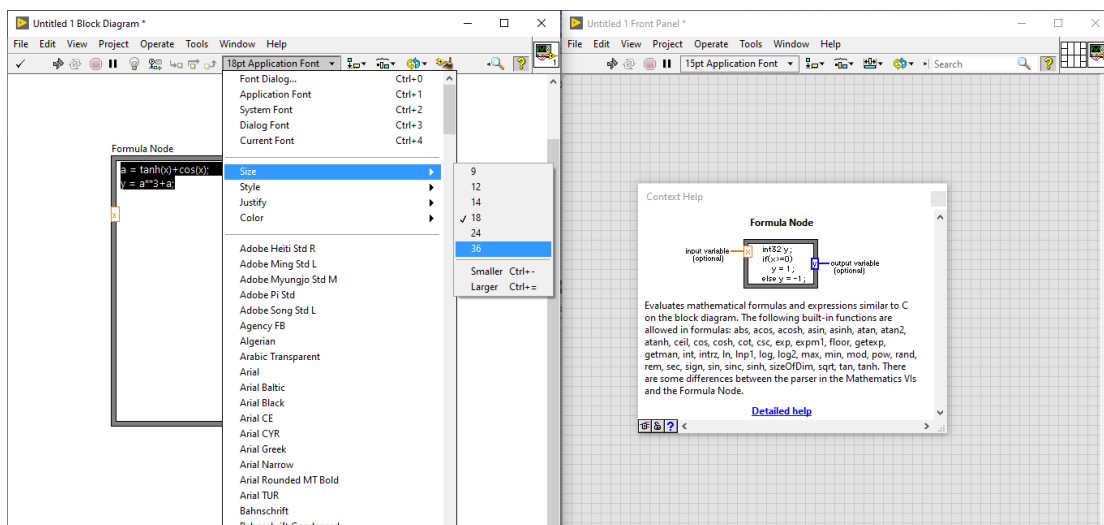 Untitled 1 Block Diagram *
File Edit View Project Operate Tools Window Help
18pt Application Font
1
Font Dialog... Ctrl+0
Application Font Ctrl+1
System Font Ctrl+2
Dialog Font Ctrl+3
Current Font Ctrl+4
Size
Style
Justify
Color
Adobe Heiti Std R
Adobe Ming Std L
Adobe Myungjo Std M
Adobe Pi Std
Adobe Song Std L
Agency FB
Algerian
Arabic Transparent
Arial
Arial Baltic
Arial Black
Arial CE
Arial CYR
Arial Greek
Arial Narrow
Arial Rounded MT Bold
Arial TUR
Bahnschrift
Bahnschrift Condensed
9
12
14
18
24
36
Smaller Ctrl+-
Larger Ctrl+=
Formula Node
a = tanh(x)+cos(x);
y = a**3+a;
x
Untitled 1 Front Panel *
File Edit View Project Operate Tools Window Help
15pt Application Font
Search
Context Help
Formula Node
input variable
(optional)
x
int32 y;
if(x>=0)
y = 1;
else y = -1;
y
output variable
(optional)
Evaluates mathematical formulas and expressions similar to C
on the block diagram. The following built-in functions are
allowed in formulas: abs, acos, acosh, asin, asinh, atan, atan2,
atanh, ceil, cos, cosh, cot, csc, exp, expm1, floor, getexp,
getman, int, intrz, ln, lnp1, log, log2, max, min, mod, pow, rand,
rem, sec, sign, sin, sinc, sinh, sizeOfDim, sqrt, tan, tanh. There
are some differences between the parser in the Mathematics VIs
and the Formula Node.
Detailed help